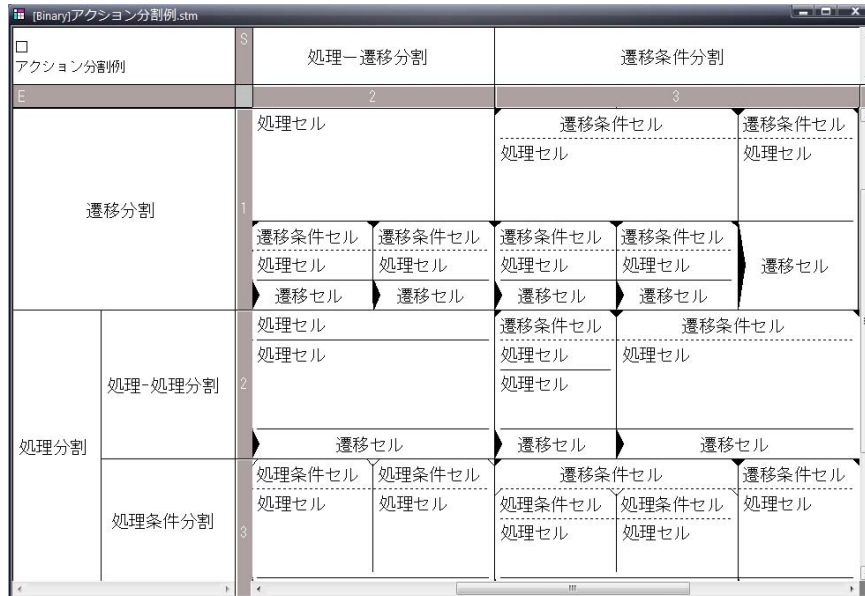 [Binary]アクション分割例.stm
アクション分割例
S
処理ー遷移分割
遷移条件分割
E
2
3
遷移分割
1
処理セル
遷移条件セル
遷移条件セル
処理セル
処理セル
遷移条件セル
遷移条件セル
遷移条件セル
遷移条件セル
処理セル
処理セル
処理セル
処理セル
遷移セル
遷移セル
遷移セル
遷移セル
遷移セル
処理分割
処理-処理分割
2
処理セル
遷移条件セル
遷移条件セル
処理セル
処理セル
処理セル
処理セル
遷移セル
遷移セル
遷移セル
処理条件分割
3
処理条件セル
処理条件セル
遷移条件セル
遷移条件セル
処理セル
処理セル
処理条件セル
処理条件セル
処理セル
処理セル
処理セル